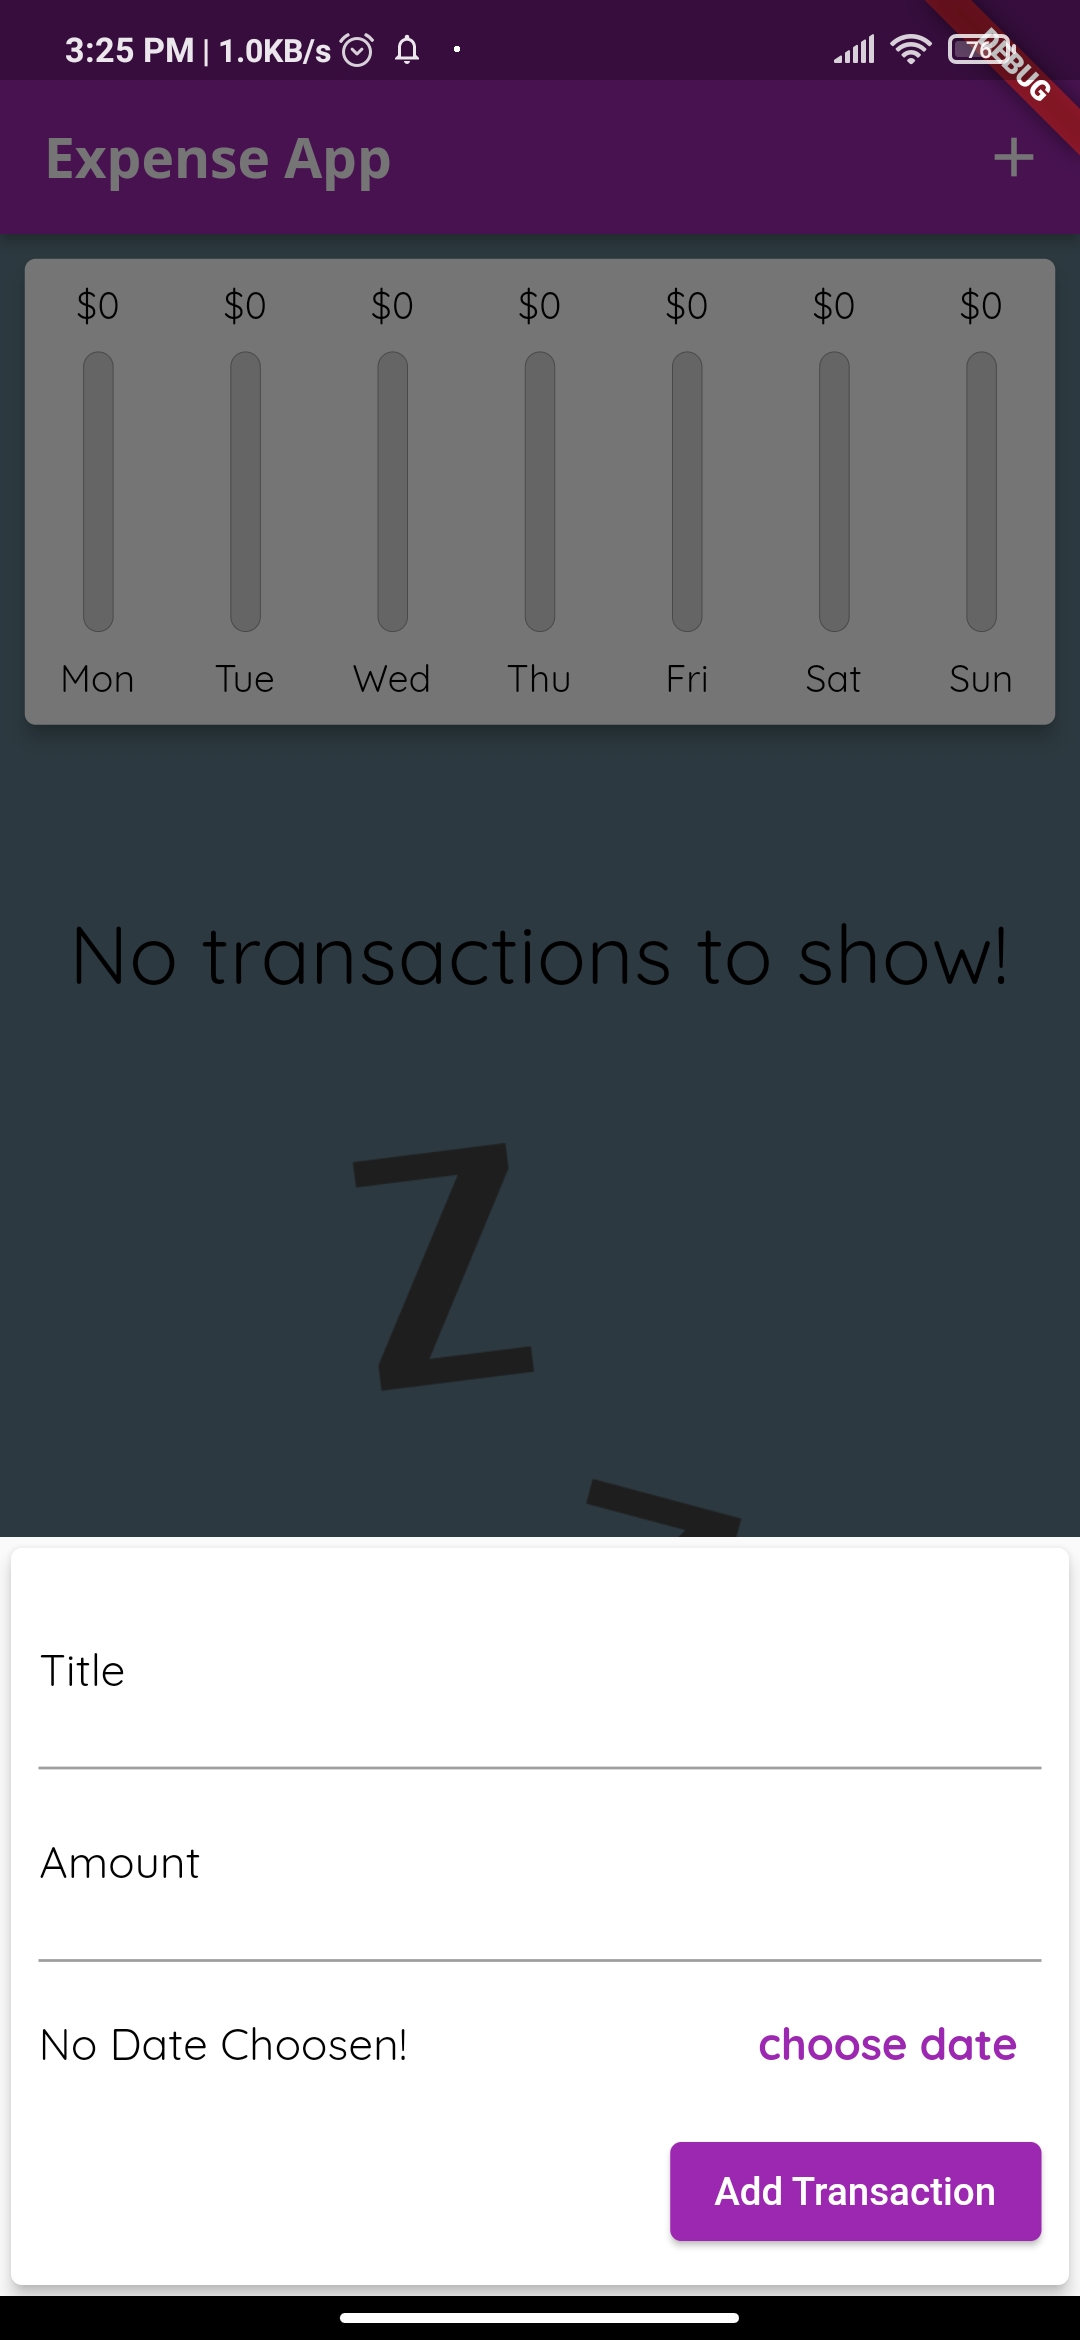 3:25 PM | 1.0KB/s
76
DEBUG
Expense App
$0 $0 $0 $0 $0 $0 $0
Mon Tue Wed Thu Fri Sat Sun
No transactions to show!
Z
Title
Amount
No Date Choosen! choose date
Add Transaction